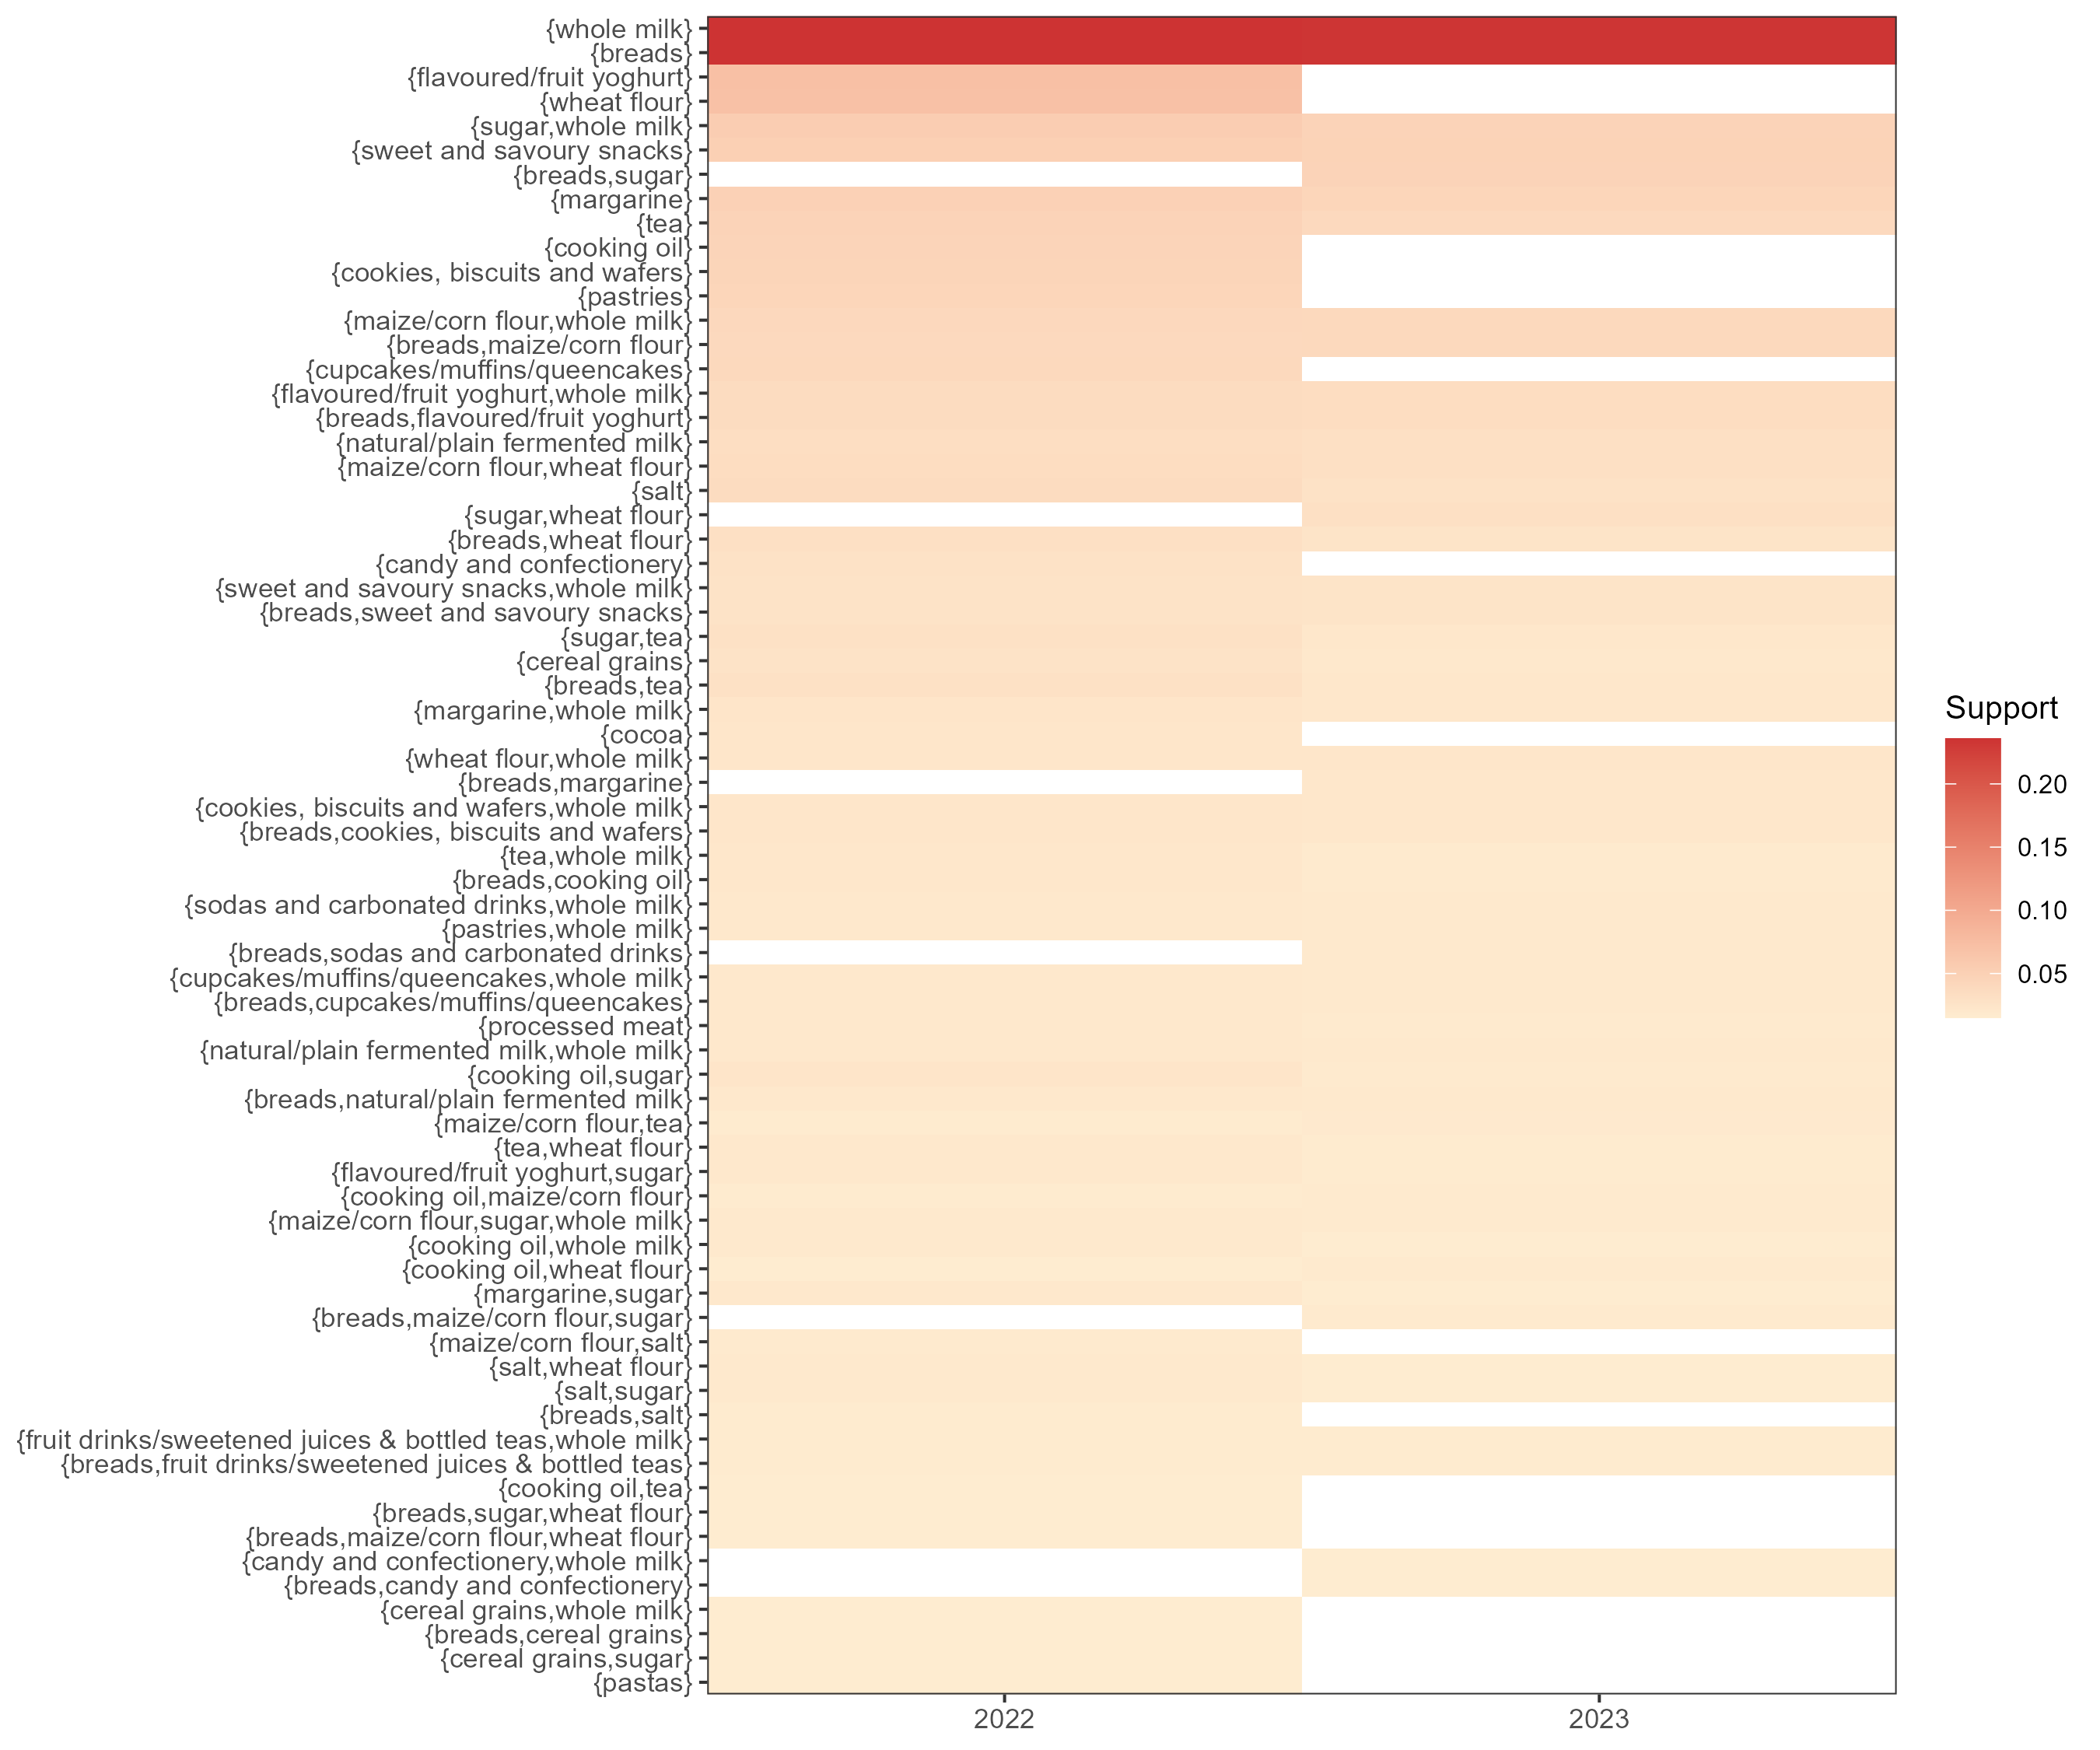 {whole milk}
{breads}
{flavoured/fruit yoghurt}
{wheat flour}
{sugar,whole milk}
{sweet and savoury snacks}
{breads,sugar}
{margarine}
{tea}
{cooking oil}
{cookies, biscuits and wafers}
{pastries}
{maize/corn flour,whole milk}
{breads,maize/corn flour}
{cupcakes/muffins/queencakes}
{flavoured/fruit yoghurt,whole milk}
{breads,flavoured/fruit yoghurt}
{natural/plain fermented milk}
{maize/corn flour,wheat flour}
{salt}
{sugar,wheat flour}
{breads,wheat flour}
{candy and confectionery}
{sweet and savoury snacks,whole milk}
{breads,sweet and savoury snacks}
{sugar,tea}
{cereal grains}
{breads,tea}
{margarine,whole milk}
{cocoa}
{wheat flour,whole milk}
{breads,margarine}
{cookies, biscuits and wafers,whole milk}
{breads,cookies, biscuits and wafers}
{tea,whole milk}
{breads,cooking oil}
{sodas and carbonated drinks,whole milk}
{pastries,whole milk}
{breads,sodas and carbonated drinks}
{cupcakes/muffins/queencakes,whole milk}
{breads,cupcakes/muffins/queencakes}
{processed meat}
{natural/plain fermented milk,whole milk}
{cooking oil,sugar}
{breads,natural/plain fermented milk}
{maize/corn flour,tea}
{tea,wheat flour}
{flavoured/fruit yoghurt,sugar}
{cooking oil,maize/corn flour}
{maize/corn flour,sugar,whole milk}
{cooking oil,whole milk}
{cooking oil,wheat flour}
{margarine,sugar}
{breads,maize/corn flour,sugar}
{maize/corn flour,salt}
{salt,wheat flour}
{salt,sugar}
{breads,salt}
{fruit drinks/sweetened juices & bottled teas,whole milk}
{breads,fruit drinks/sweetened juices & bottled teas}
{cooking oil,tea}
{breads,sugar,wheat flour}
{breads,maize/corn flour,wheat flour}
{candy and confectionery,whole milk}
{breads,candy and confectionery}
{cereal grains,whole milk}
{breads,cereal grains}
{cereal grains,sugar}
{pastas}
2022
2023
Support
0.20
0.15
0.10
0.05